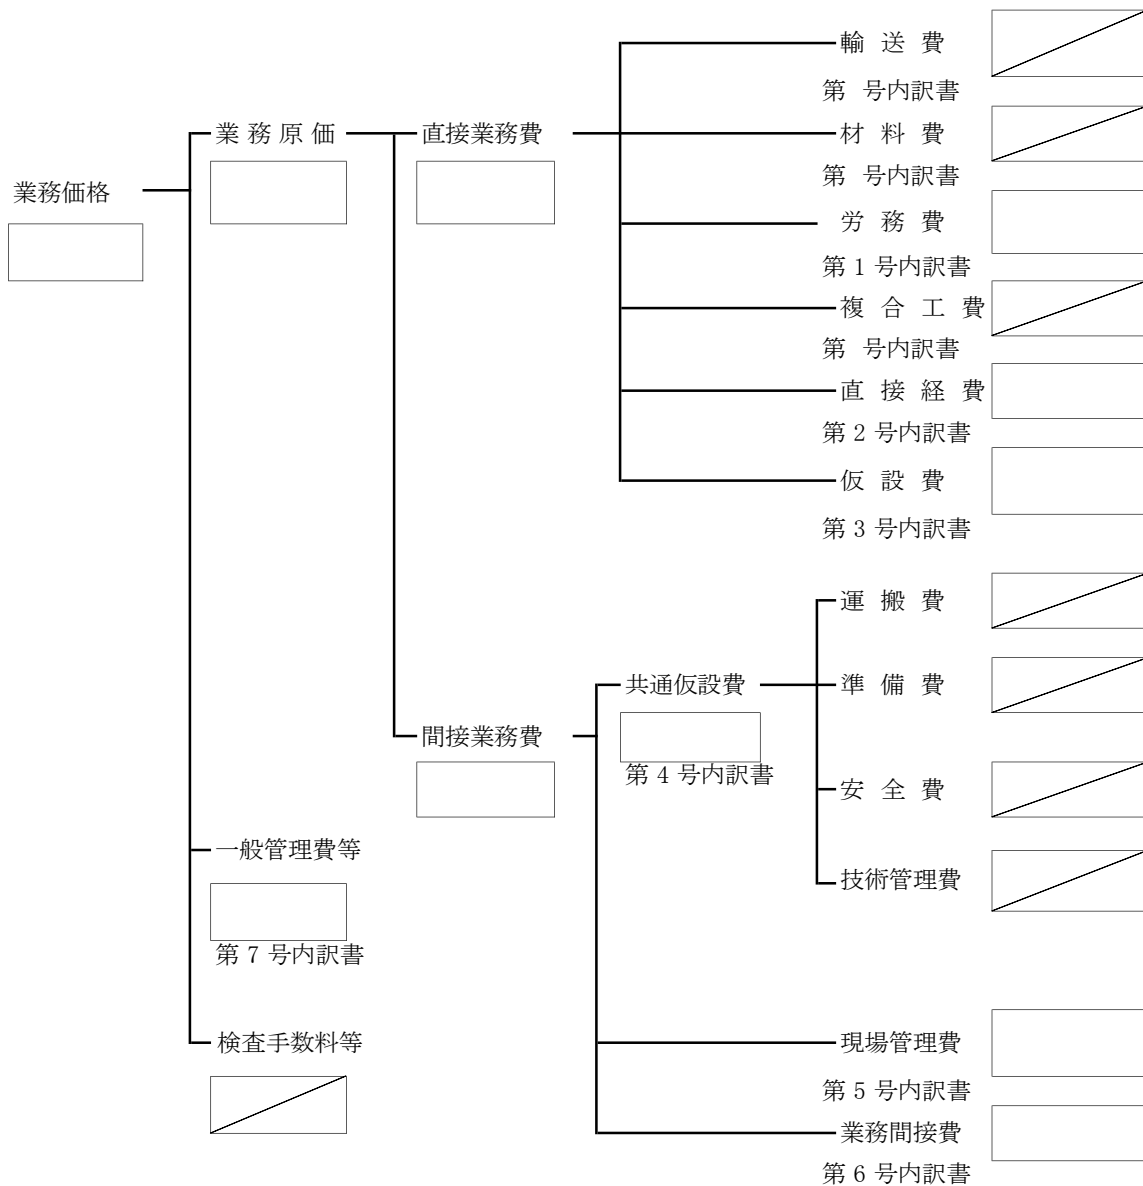 輸 送 費
第 号内訳書
業 務 原 価
直接業務費
材 料 費
第 号内訳書
業務価格
労 務 費
第 1 号内訳書
複 合 工 費
第 号内訳書
直 接 経 費
第 2 号内訳書
仮 設 費
第 3 号内訳書
運 搬 費
共通仮設費
準 備 費
間接業務費
第 4 号内訳書
安 全 費
一般管理費等
技術管理費
第 7 号内訳書
検査手数料等
現場管理費
第 5 号内訳書
業務間接費
第 6 号内訳書